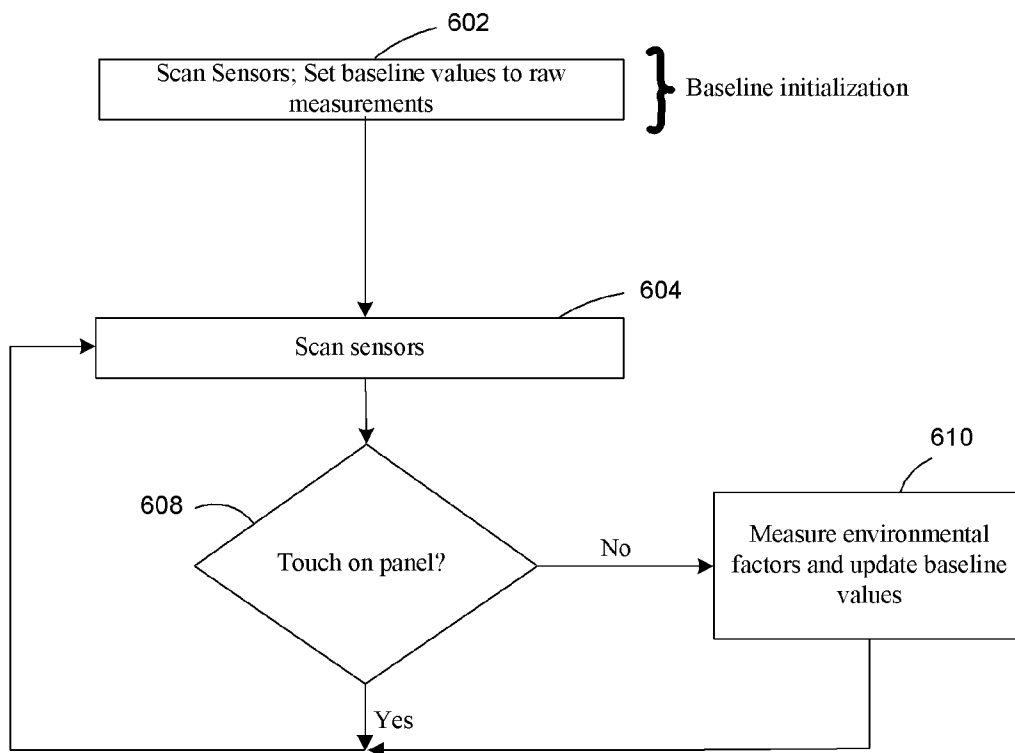 602
Scan Sensors; Set baseline values to raw
measurements
Baseline initialization
604
Scan sensors
610
608
Touch on panel?
No
Measure environmental
factors and update baseline
values
Yes